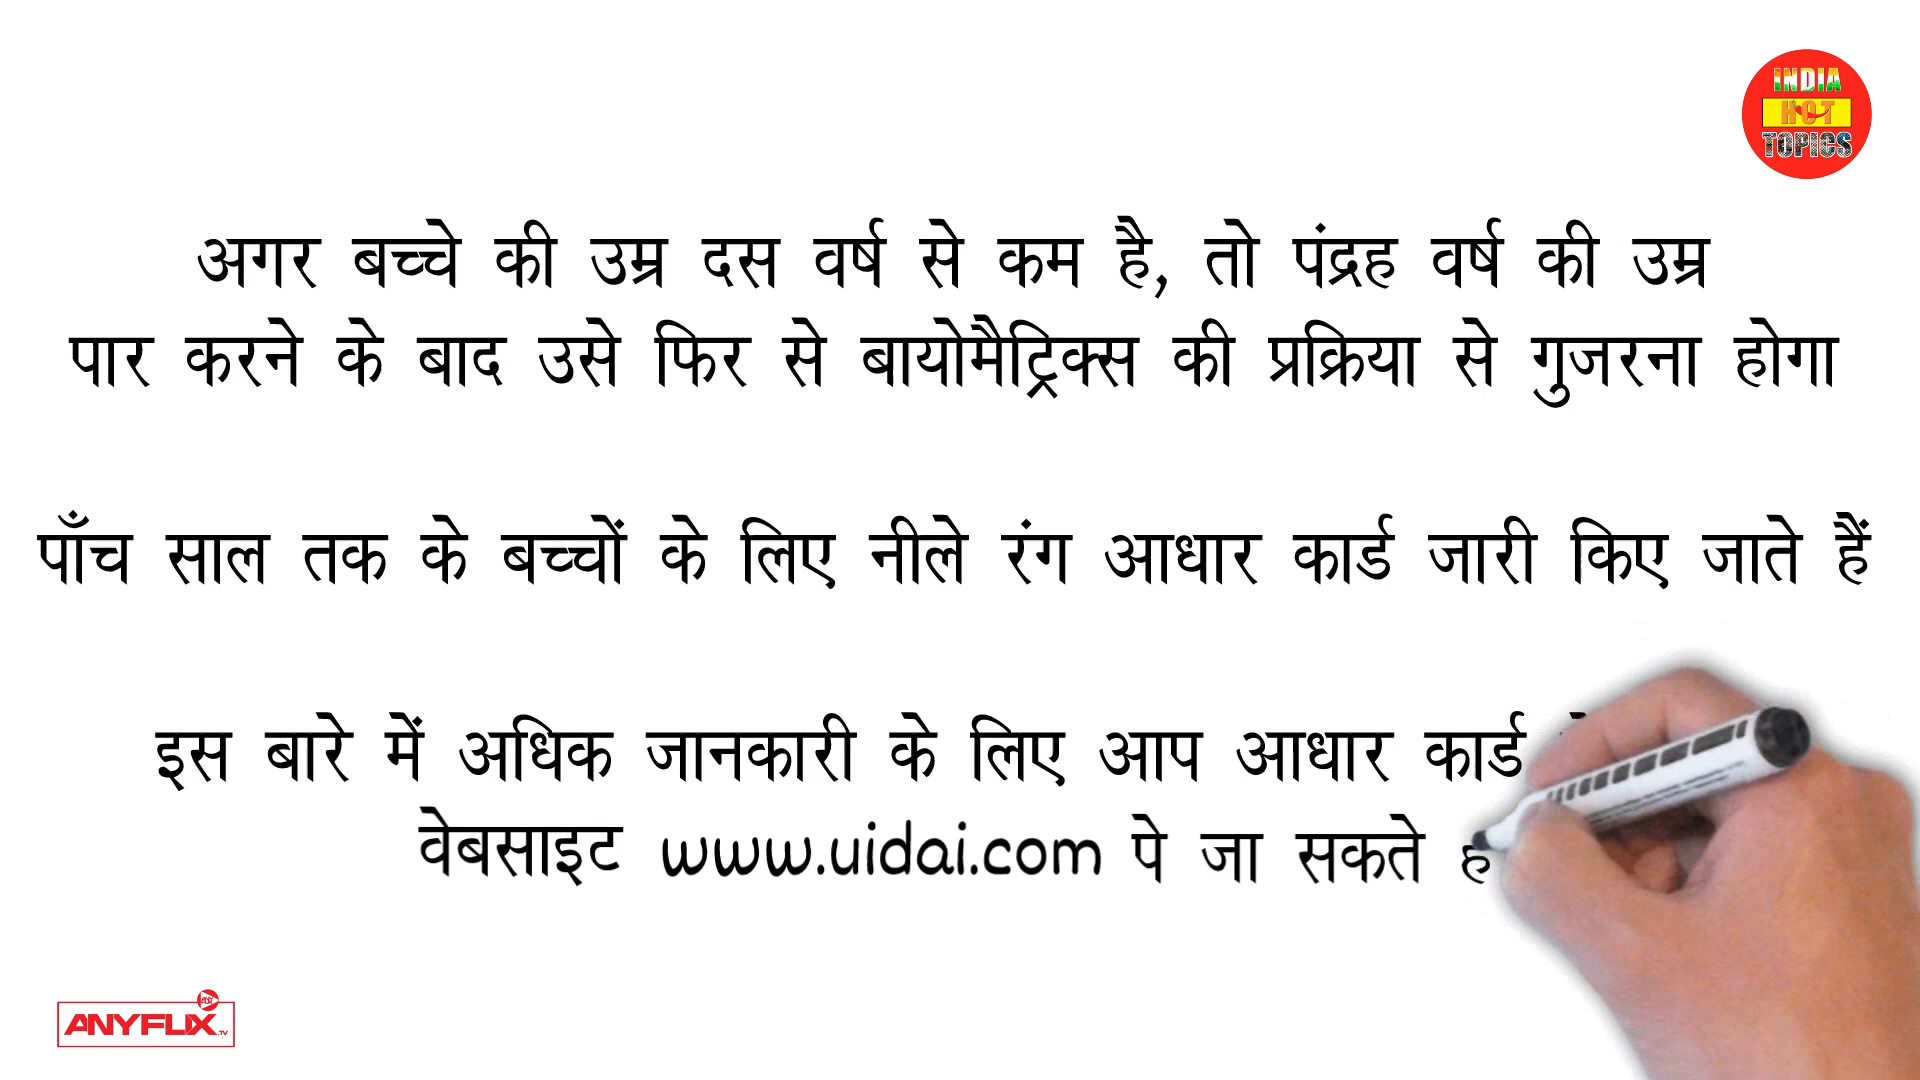 INDIA
HOT
TOPICS
अगर बच्चे की उम्र दस वर्ष से कम है, तो पंद्रह वर्ष की उम्र
पार करने के बाद उसे फिर से बायोमैट्रिक्स की प्रक्रिया से गुजरना होगा
पाँच साल तक के बच्चों के लिए नीले रंग आधार कार्ड जारी किए जाते हैं
इस बारे में अधिक जानकारी के लिए आप आधार कार्ड
वेबसाइट www.uidai.com पे जा सकते
ANYFLIX.TV